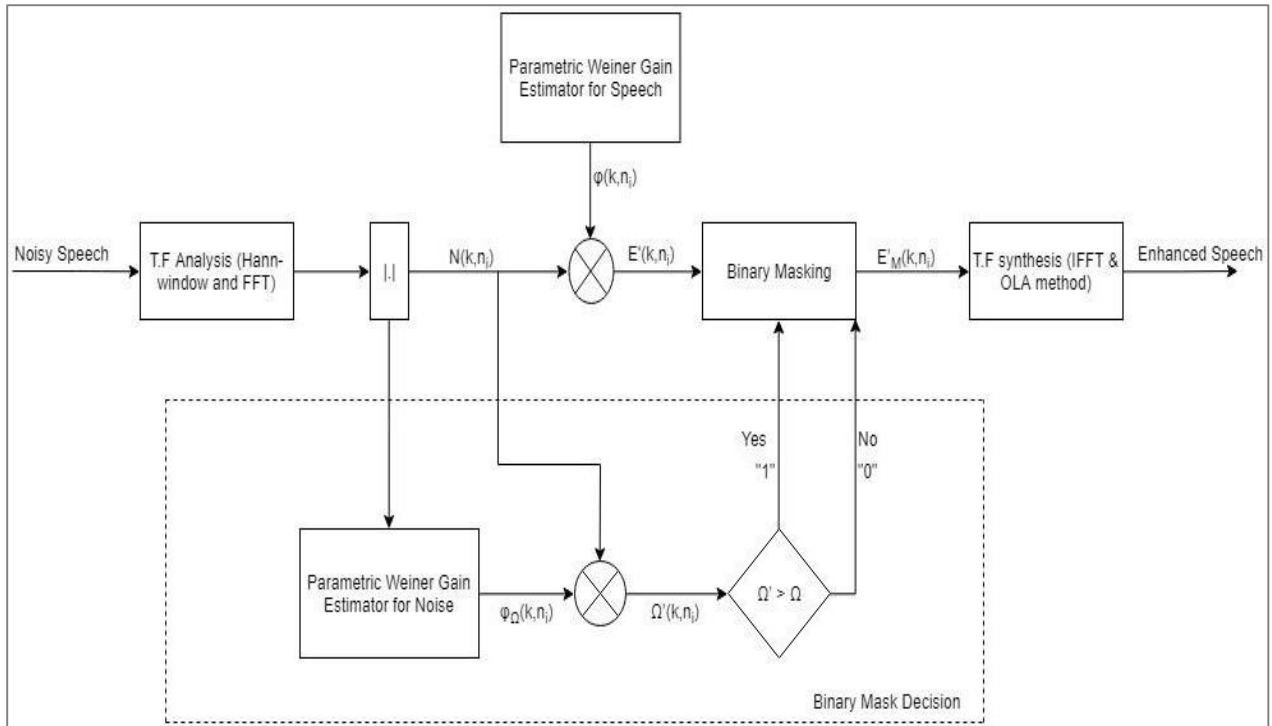 Parametric Weiner Gain
Estimator for Speech
φ(k,nᵢ)
Noisy Speech
T.F Analysis (Hann-
window and FFT)
|.|
N(k,nᵢ)
E'(k,nᵢ)
Binary Masking
E'_M(k,nᵢ)
T.F synthesis (IFFT &
OLA method)
Enhanced Speech
Yes
"1"
No
"0"
Parametric Weiner Gain
Estimator for Noise
φ_Ω(k,nᵢ)
Ω'(k,nᵢ)
Ω' > Ω
Binary Mask Decision